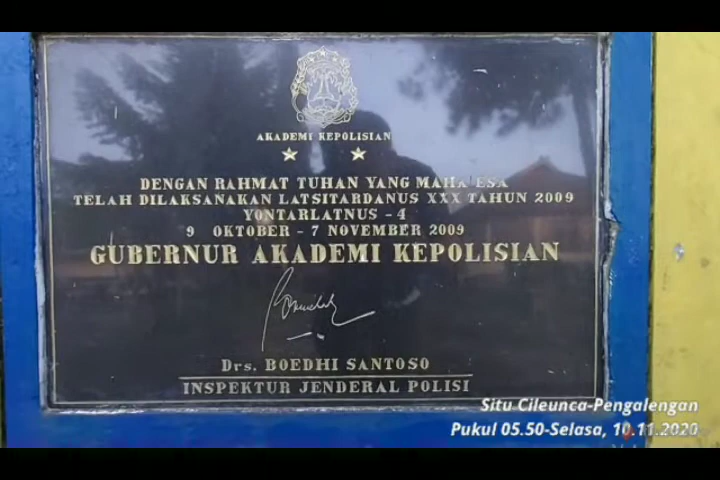 AKADEMI KEPOLISIAN
DENGAN RAHMAT TUHAN YANG MAHA ESA
TELAH DILAKSANAKAN LATSITARDANUS XXX TAHUN 2009
YONTARLATNUS - 4
9 OKTOBER - 7 NOVEMBER 2009
GUBERNUR AKADEMI KEPOLISIAN
Drs. BOEDHI SANTOSO
INSPEKTUR JENDERAL POLISI
Situ Cileunca-Pengalengan
Pukul 05.50-Selasa, 10.11.2020